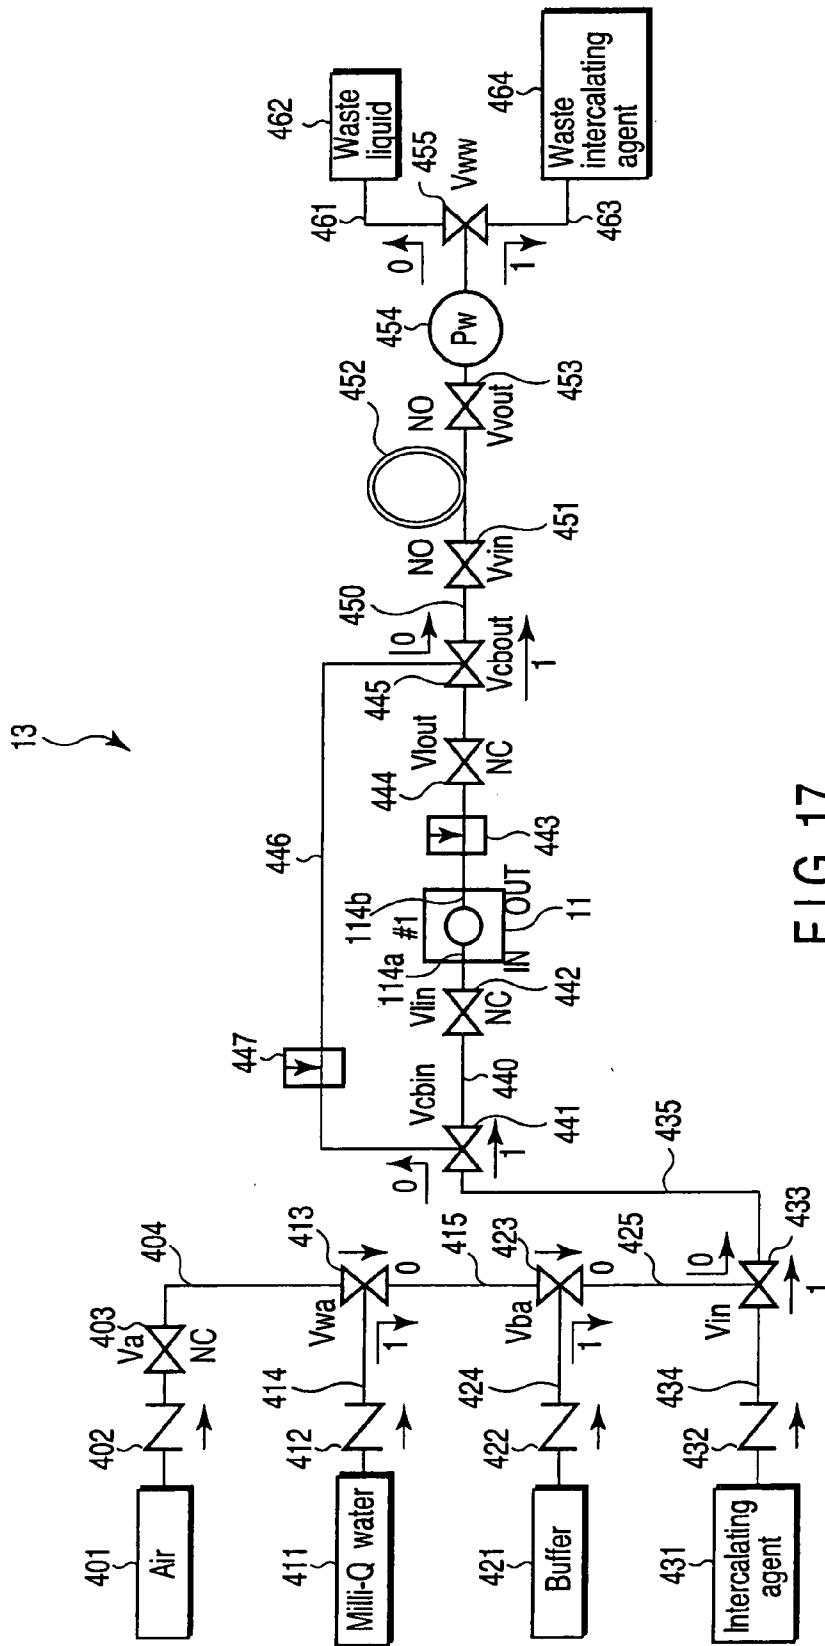 13
401
Air
402
Va
403
NC
404
411
Milli-Q water
412
414
Vwa
413
1
0
415
421
Buffer
422
424
Vba
423
1
0
425
431
Intercalating
agent
432
434
Vin
433
0
1
435
Vcbin
441
0
1
440
447
446
Vlin
442
NC
114a
#1
114b
IN
OUT
11
443
Vlout
444
NC
445
Vcbout
0
1
450
NO
Vvin
451
452
NO
Vvout
453
454
Pw
0
1
455
Vww
461
462
Waste
liquid
463
464
Waste
intercalating
agent
FIG. 17